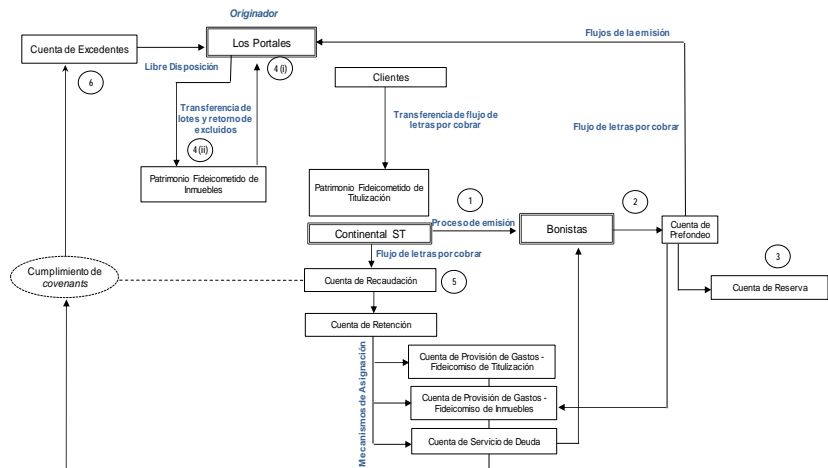 Originador
Cuenta de Excedentes
Los Portales
Flujos de la emisión
6
Libre Disposición
4 (i)
Clientes
Transferencia de
lotes y retorno de
excluidos
Transferencia de flujo de
letras por cobrar
Flujo de letras por cobrar
4 (ii)
Patrimonio Fideicometido de
Inmuebles
Patrimonio Fideicometido de
Titulización
1
2
Proceso de emisión
Continental ST
Bonistas
Cuenta de
Prefondeo
Flujo de letras por cobrar
3
Cumplimiento de
covenants
Cuenta de Recaudación
5
Cuenta de Reserva
Cuenta de Retención
Mecanismos de Asignación
Cuenta de Provisión de Gastos -
Fideicomiso de Titulización
Cuenta de Provisión de Gastos -
Fideicomiso de Inmuebles
Cuenta de Servicio de Deuda